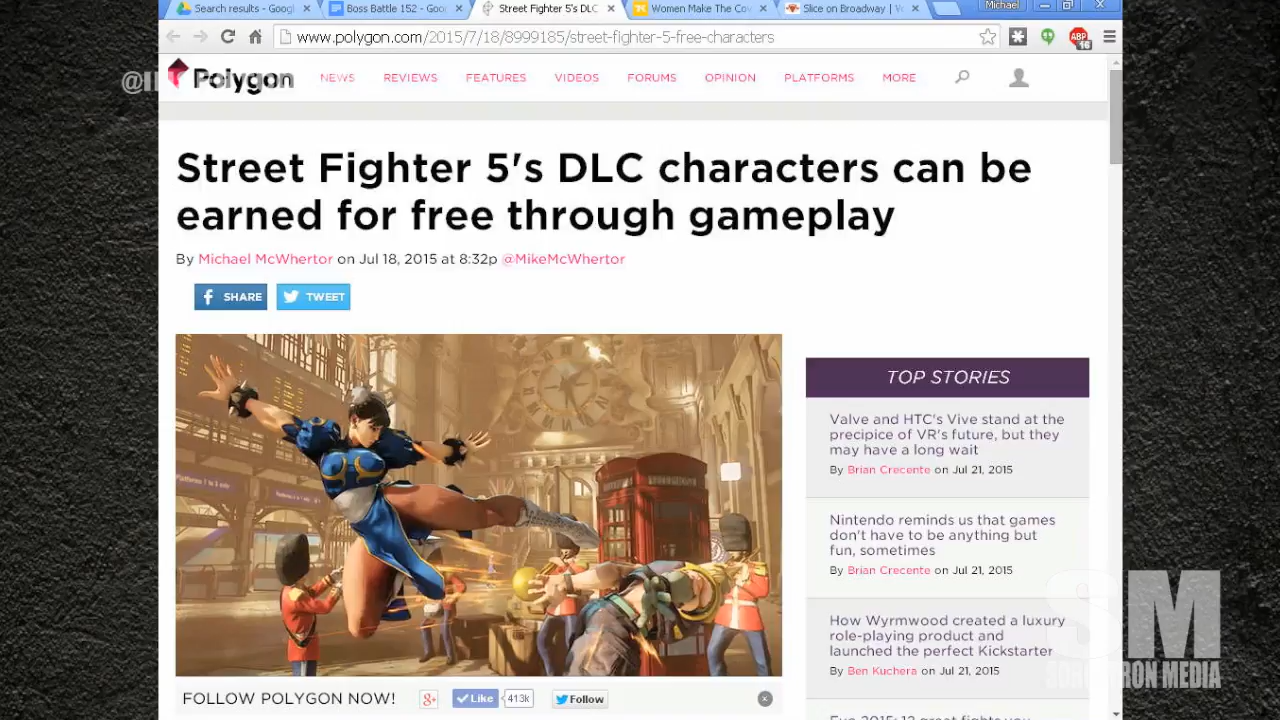 Search results - Googl
Boss Battle 152 - Goo
Street Fighter 5's DLC
Women Make The Cov
Slice on Broadway | W
Michael
www.polygon.com/2015/7/18/8999185/street-fighter-5-free-characters
ABP
16
Polygon
NEWS
REVIEWS
FEATURES
VIDEOS
FORUMS
OPINION
PLATFORMS
MORE
Street Fighter 5's DLC characters can be
earned for free through gameplay
By Michael McWhertor on Jul 18, 2015 at 8:32p @MikeMcWhertor
SHARE
TWEET
TOP STORIES
Valve and HTC's Vive stand at the
precipice of VR's future, but they
may have a long wait
By Brian Crecente on Jul 21, 2015
Nintendo reminds us that games
don't have to be anything but
fun, sometimes
By Brian Crecente on Jul 21, 2015
How Wyrmwood created a luxury
role-playing product and
launched the perfect Kickstarter
By Ben Kuchera on Jul 21, 2015
SM
MEDIA
FOLLOW POLYGON NOW!
Like
413k
Follow